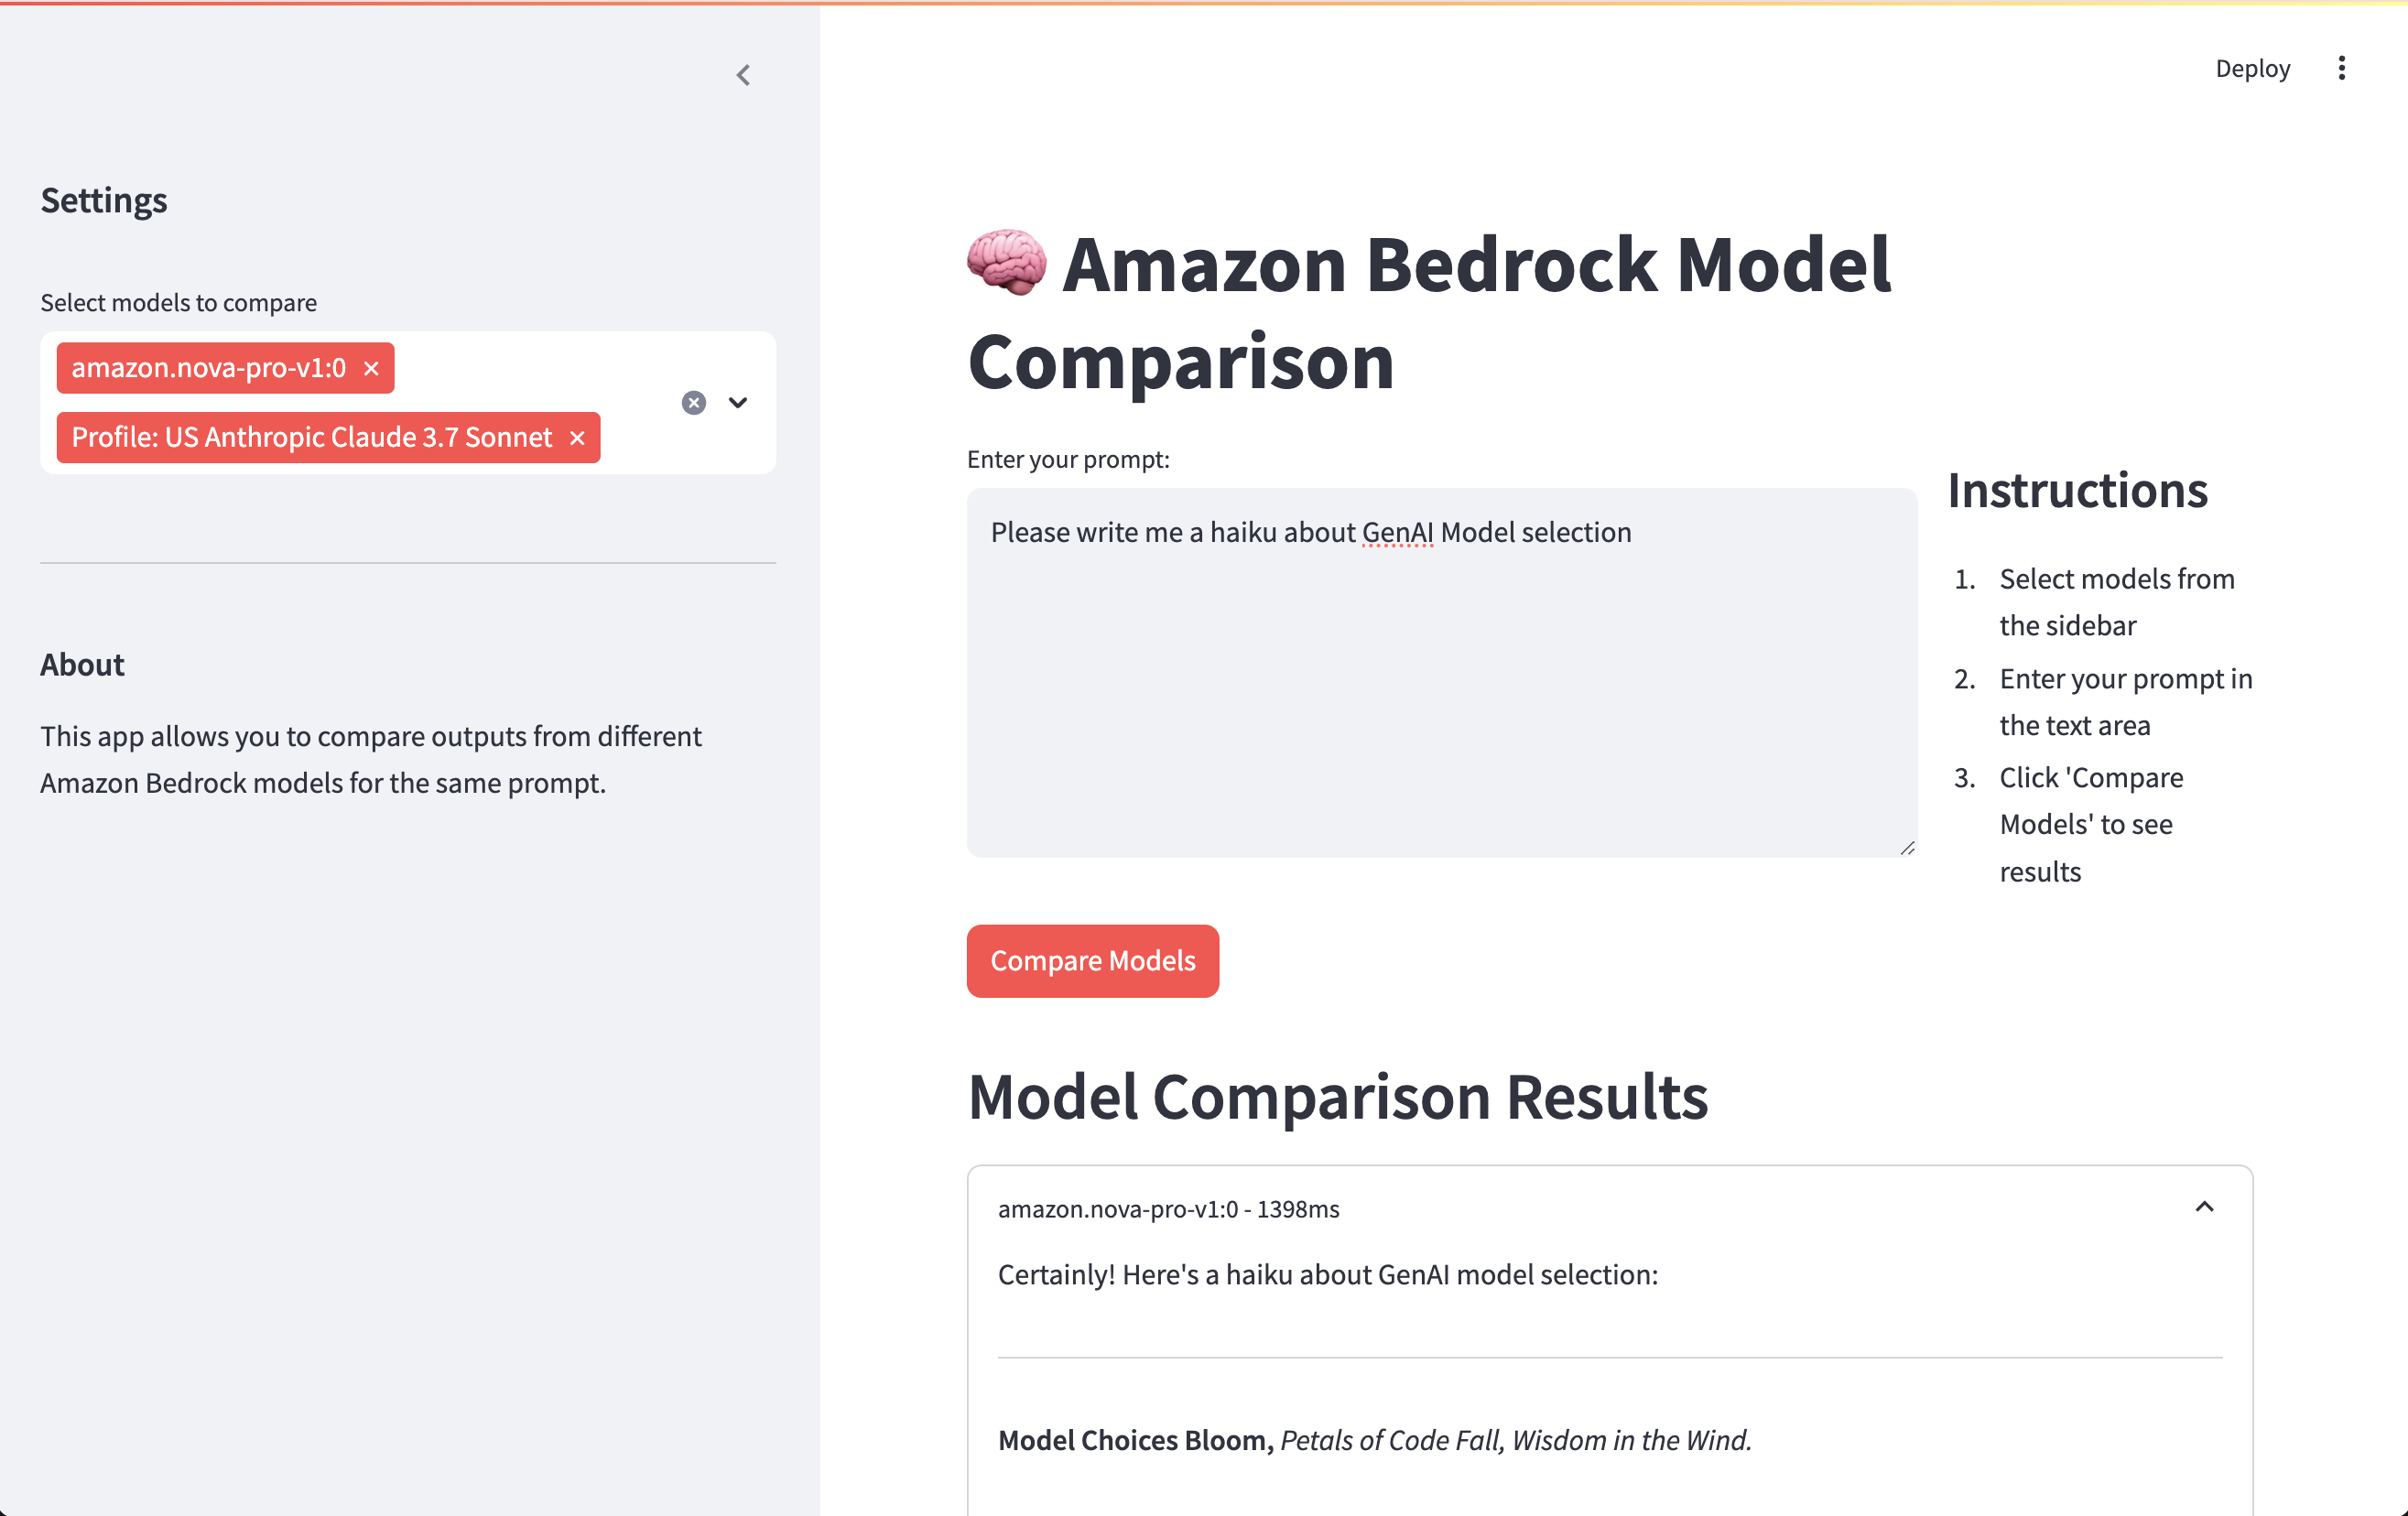 Deploy
Settings
Select models to compare
amazon.nova-pro-v1:0
Profile: US Anthropic Claude 3.7 Sonnet
About
This app allows you to compare outputs from different
Amazon Bedrock models for the same prompt.
Amazon Bedrock Model
Comparison
Enter your prompt:
Please write me a haiku about GenAI Model selection
Instructions
1. Select models from
the sidebar
2. Enter your prompt in
the text area
3. Click 'Compare
Models' to see
results
Compare Models
Model Comparison Results
amazon.nova-pro-v1:0 - 1398ms
Certainly! Here's a haiku about GenAI model selection:
Model Choices Bloom, Petals of Code Fall, Wisdom in the Wind.